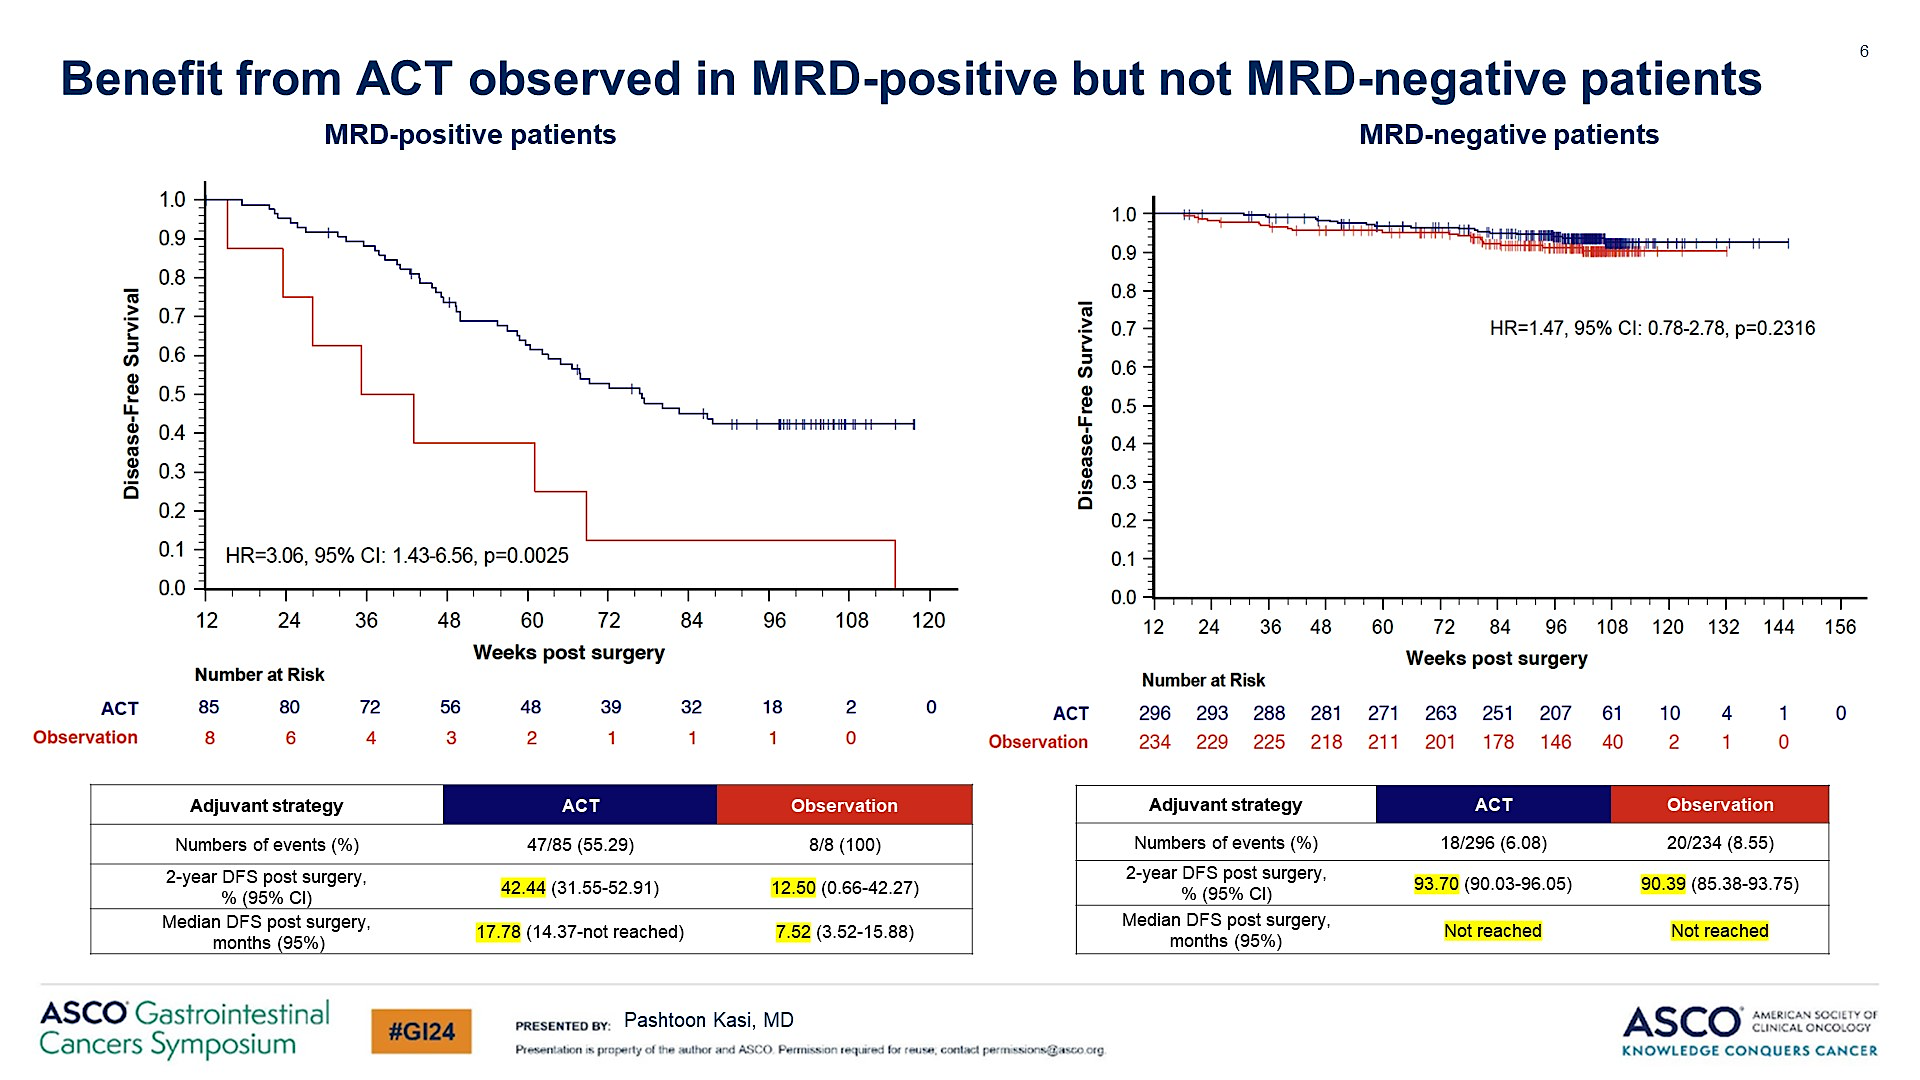 6
Benefit from ACT observed in MRD-positive but not MRD-negative patients
MRD-positive patients
Disease-Free Survival
1.0
0.9
0.8
0.7
0.6
0.5
0.4
0.3
0.2
0.1
0.0
HR=3.06, 95% CI: 1.43-6.56, p=0.0025
12 24 36 48 60 72 84 96 108 120
Weeks post surgery
Number at Risk
ACT 85 80 72 56 48 39 32 18 2 0
Observation 8 6 4 3 2 1 1 1 0
Adjuvant strategy ACT Observation
Numbers of events (%) 47/85 (55.29) 8/8 (100)
2-year DFS post surgery,
% (95% CI) 42.44 (31.55-52.91) 12.50 (0.66-42.27)
Median DFS post surgery,
months (95%) 17.78 (14.37-not reached) 7.52 (3.52-15.88)
MRD-negative patients
Disease-Free Survival
1.0
0.9
0.8
0.7
0.6
0.5
0.4
0.3
0.2
0.1
0.0
HR=1.47, 95% CI: 0.78-2.78, p=0.2316
12 24 36 48 60 72 84 96 108 120 132 144 156
Weeks post surgery
Number at Risk
ACT 296 293 288 281 271 263 251 207 61 10 4 1 0
Observation 234 229 225 218 211 201 178 146 40 2 1 0
Adjuvant strategy ACT Observation
Numbers of events (%) 18/296 (6.08) 20/234 (8.55)
2-year DFS post surgery,
% (95% CI) 93.70 (90.03-96.05) 90.39 (85.38-93.75)
Median DFS post surgery,
months (95%) Not reached Not reached
ASCO Gastrointestinal
Cancers Symposium
#GI24
PRESENTED BY: Pashtoon Kasi, MD
Presentation is property of the author and ASCO. Permission required for reuse; contact permissions@asco.org.
ASCO AMERICAN SOCIETY OF
CLINICAL ONCOLOGY
KNOWLEDGE CONQUERS CANCER